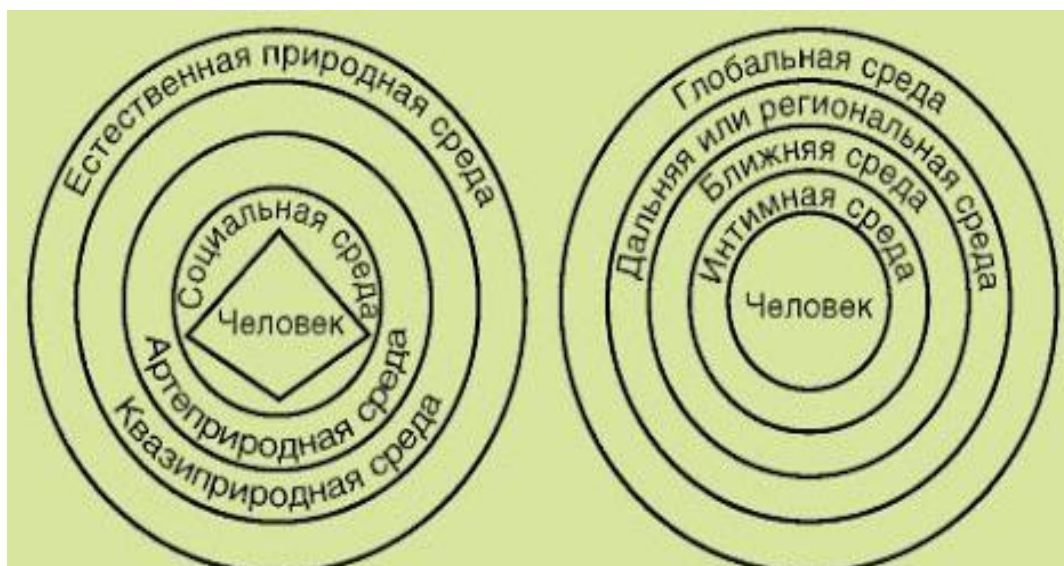 Естественная природная среда
Социальная среда
Человек
Артеприродная среда
Квазиприродная среда
Глобальная среда
Дальняя или региональная среда
Ближняя среда
Интимная среда
Человек